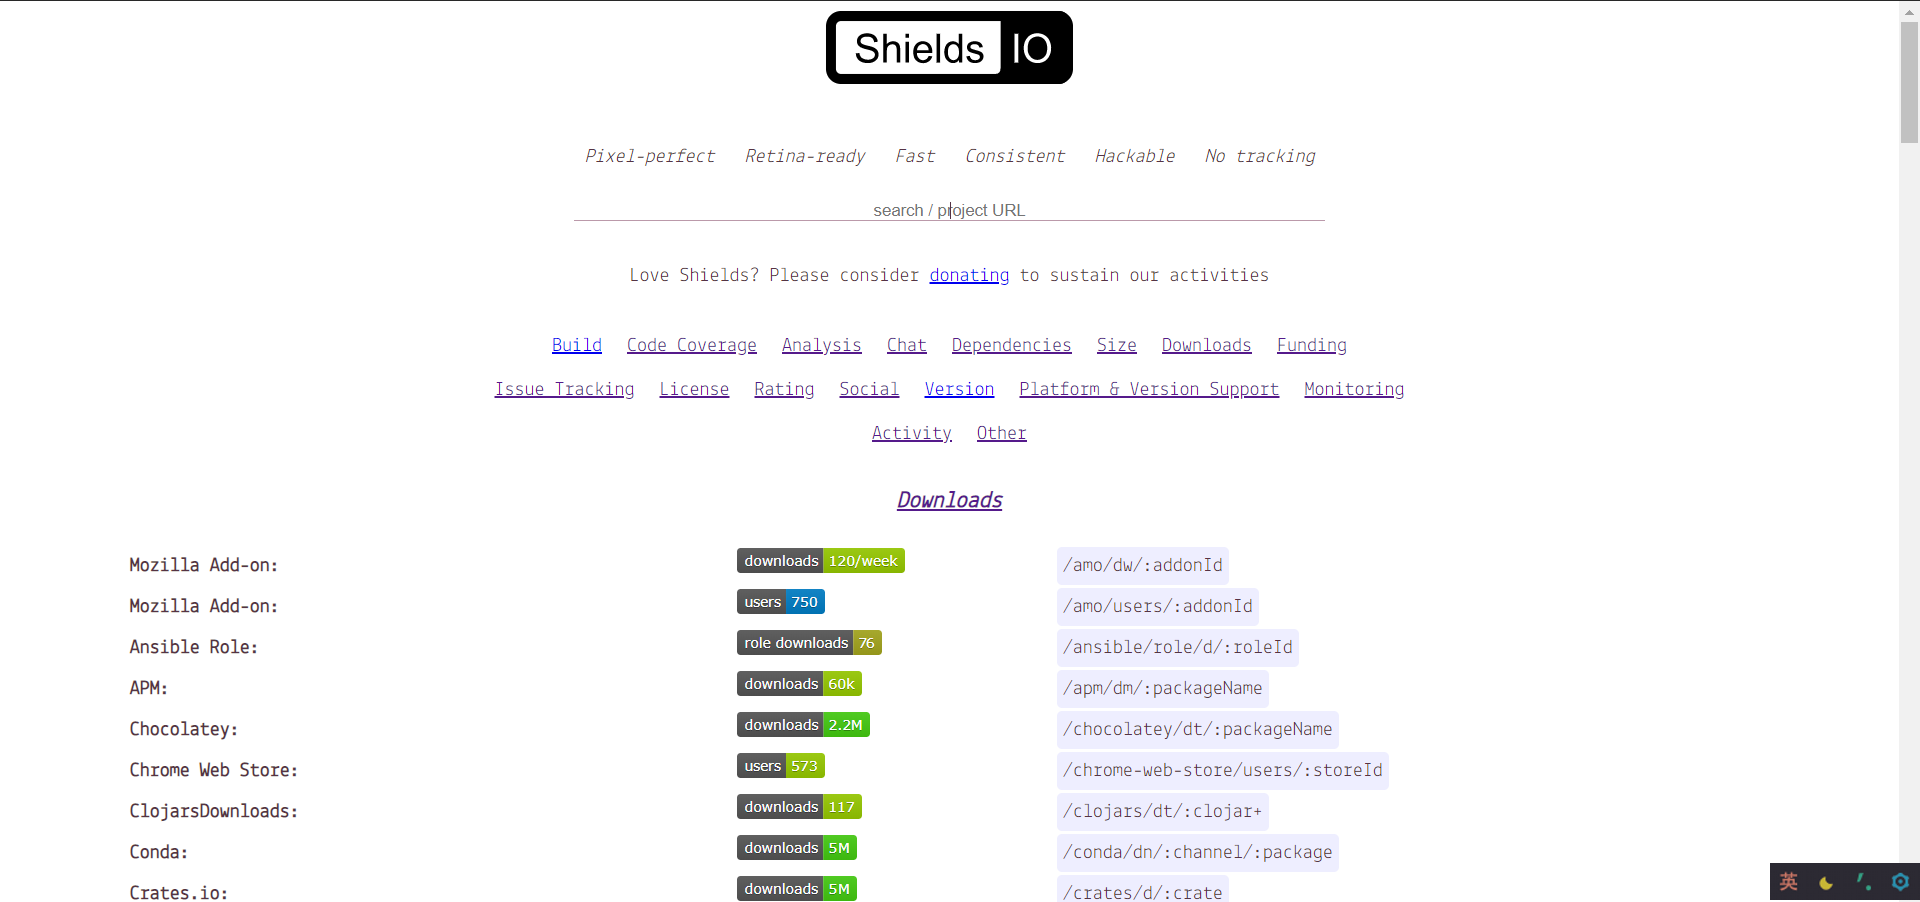 Shields IO
Pixel-perfect Retina-ready Fast Consistent Hackable No tracking
search / project URL
Love Shields? Please consider donating to sustain our activities
Build Code Coverage Analysis Chat Dependencies Size Downloads Funding
Issue Tracking License Rating Social Version Platform & Version Support Monitoring
Activity Other
Downloads
Mozilla Add-on: downloads 120/week /amo/dw/:addonId
Mozilla Add-on: users 750 /amo/users/:addonId
Ansible Role: role downloads 76 /ansible/role/d/:roleId
APM: downloads 60k /apm/dm/:packageName
Chocolatey: downloads 2.2M /chocolatey/dt/:packageName
Chrome Web Store: users 573 /chrome-web-store/users/:storeId
ClojarsDownloads: downloads 117 /clojars/dt/:clojar+
Conda: downloads 5M /conda/dn/:channel/:package
Crates.io: downloads 5M /crates/d/:crate
英